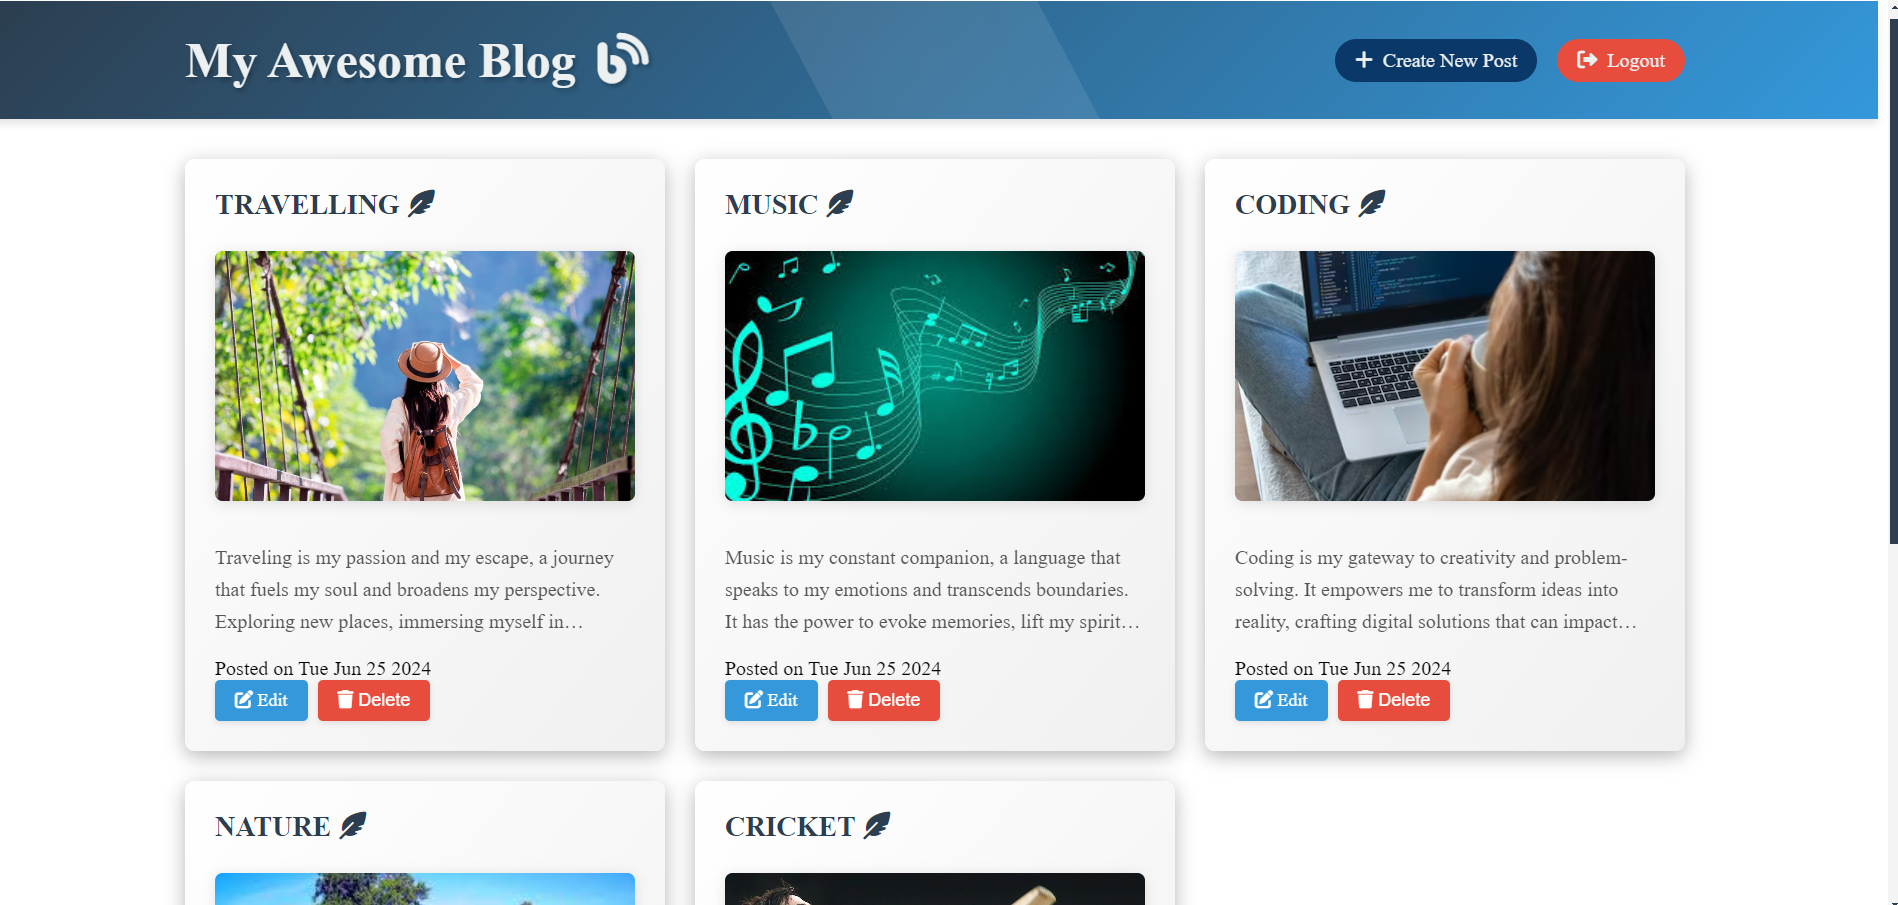 My Awesome Blog
Create New Post
Logout
TRAVELLING
Traveling is my passion and my escape, a journey
that fuels my soul and broadens my perspective.
Exploring new places, immersing myself in…
Posted on Tue Jun 25 2024
Edit
Delete
MUSIC
Music is my constant companion, a language that
speaks to my emotions and transcends boundaries.
It has the power to evoke memories, lift my spirit…
Posted on Tue Jun 25 2024
Edit
Delete
CODING
Coding is my gateway to creativity and problem-
solving. It empowers me to transform ideas into
reality, crafting digital solutions that can impact…
Posted on Tue Jun 25 2024
Edit
Delete
NATURE
CRICKET